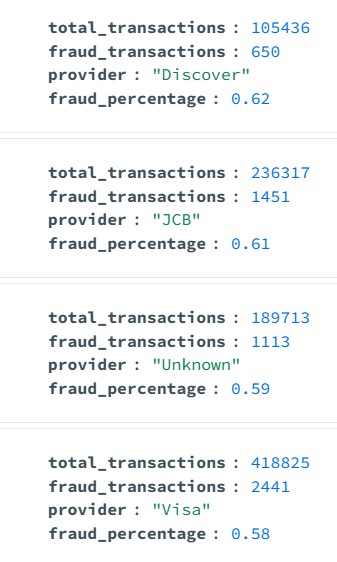 total_transactions : 105436
fraud_transactions : 650
provider : "Discover"
fraud_percentage : 0.62
total_transactions : 236317
fraud_transactions : 1451
provider : "JCB"
fraud_percentage : 0.61
total_transactions : 189713
fraud_transactions : 1113
provider : "Unknown"
fraud_percentage : 0.59
total_transactions : 418825
fraud_transactions : 2441
provider : "Visa"
fraud_percentage : 0.58